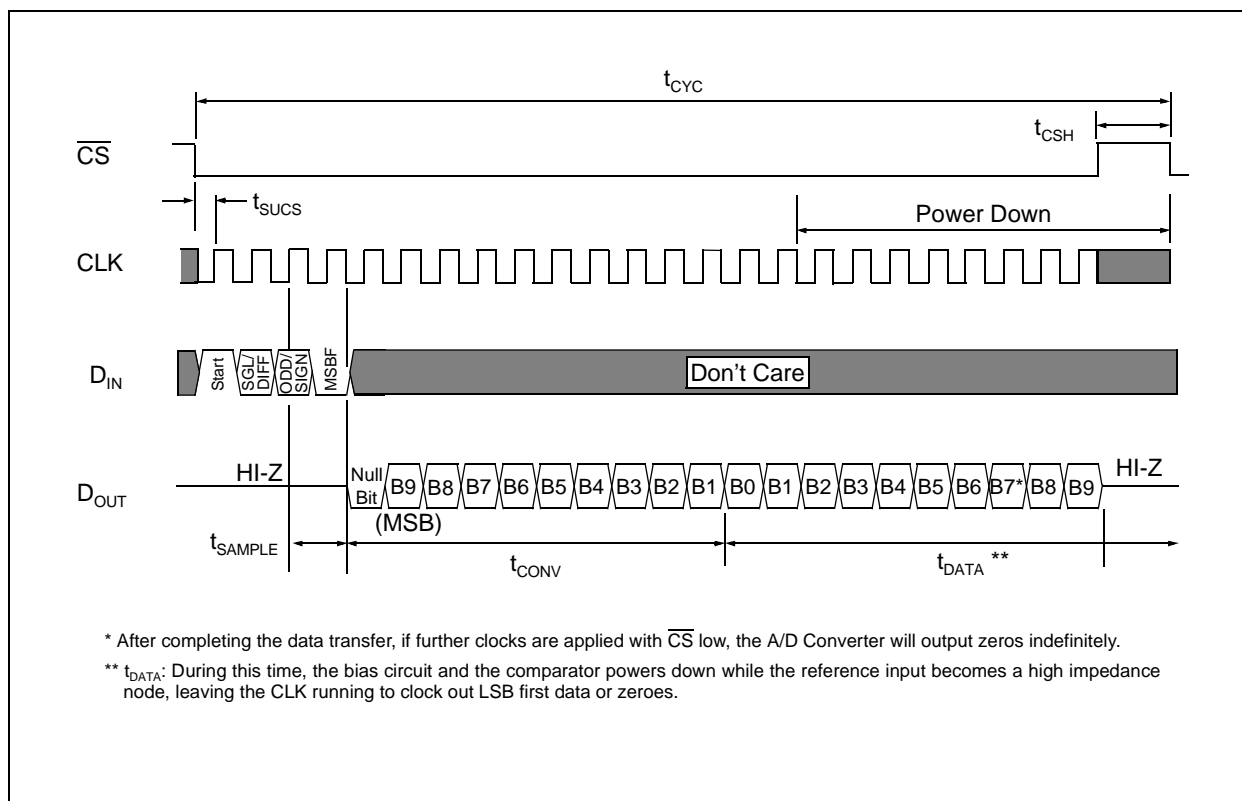 tCYC
tCSH
CS
tSUCS
Power Down
CLK
Start
SGL/
DIFF
ODD/
SIGN
MSBF
DIN
Don't Care
HI-Z
Null
Bit
B9 B8 B7 B6 B5 B4 B3 B2 B1 B0 B1 B2 B3 B4 B5 B6 B7* B8 B9
HI-Z
DOUT
(MSB)
tSAMPLE
tCONV
tDATA **
* After completing the data transfer, if further clocks are applied with CS low, the A/D Converter will output zeros indefinitely.
** tDATA: During this time, the bias circuit and the comparator powers down while the reference input becomes a high impedance
node, leaving the CLK running to clock out LSB first data or zeroes.